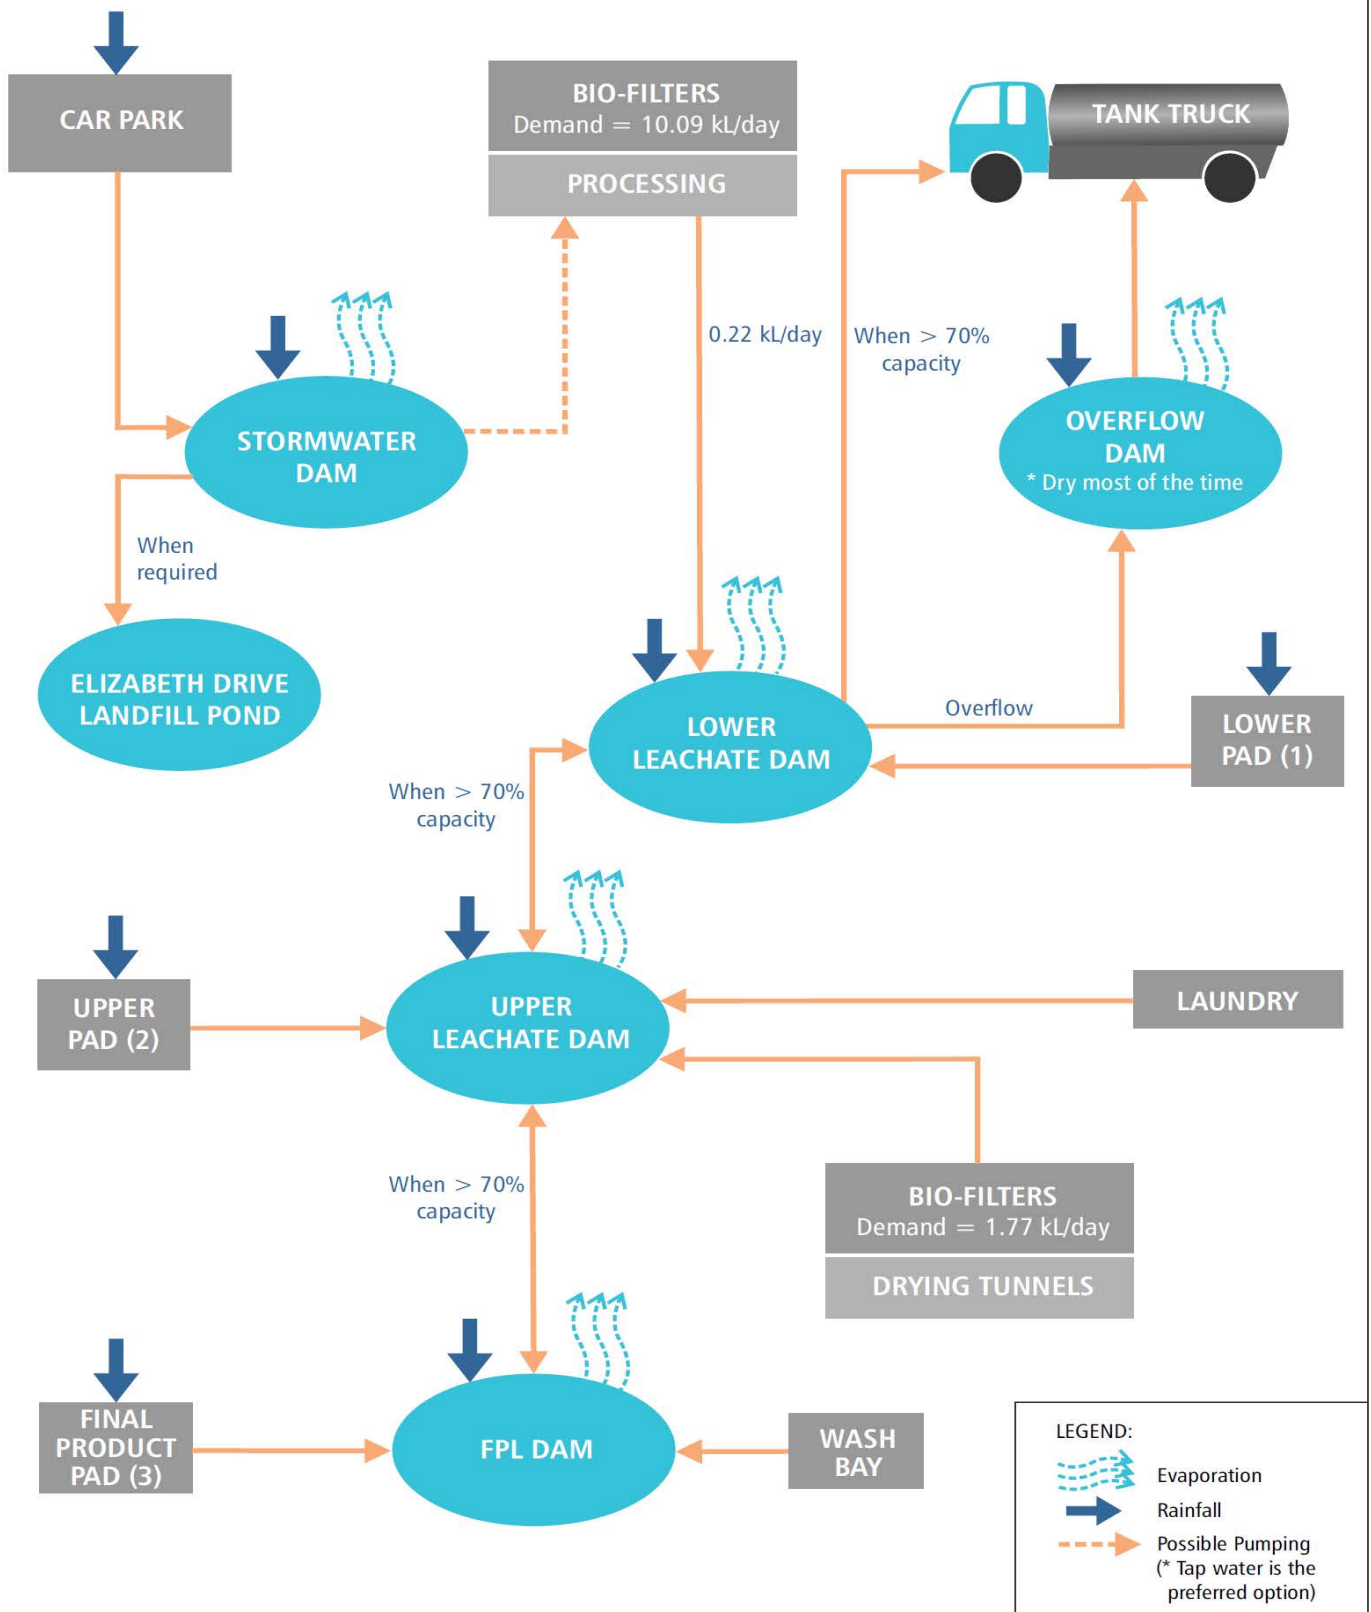 CAR PARK
BIO-FILTERS
Demand = 10.09 kL/day
PROCESSING
TANK TRUCK
0.22 kL/day
When > 70%
capacity
STORMWATER
DAM
OVERFLOW
DAM
* Dry most of the time
When
required
ELIZABETH DRIVE
LANDFILL POND
LOWER
LEACHATE DAM
Overflow
LOWER
PAD (1)
When > 70%
capacity
UPPER
PAD (2)
UPPER
LEACHATE DAM
LAUNDRY
When > 70%
capacity
BIO-FILTERS
Demand = 1.77 kL/day
DRYING TUNNELS
FINAL
PRODUCT
PAD (3)
FPL DAM
WASH
BAY
LEGEND:
Evaporation
Rainfall
Possible Pumping
(* Tap water is the
preferred option)